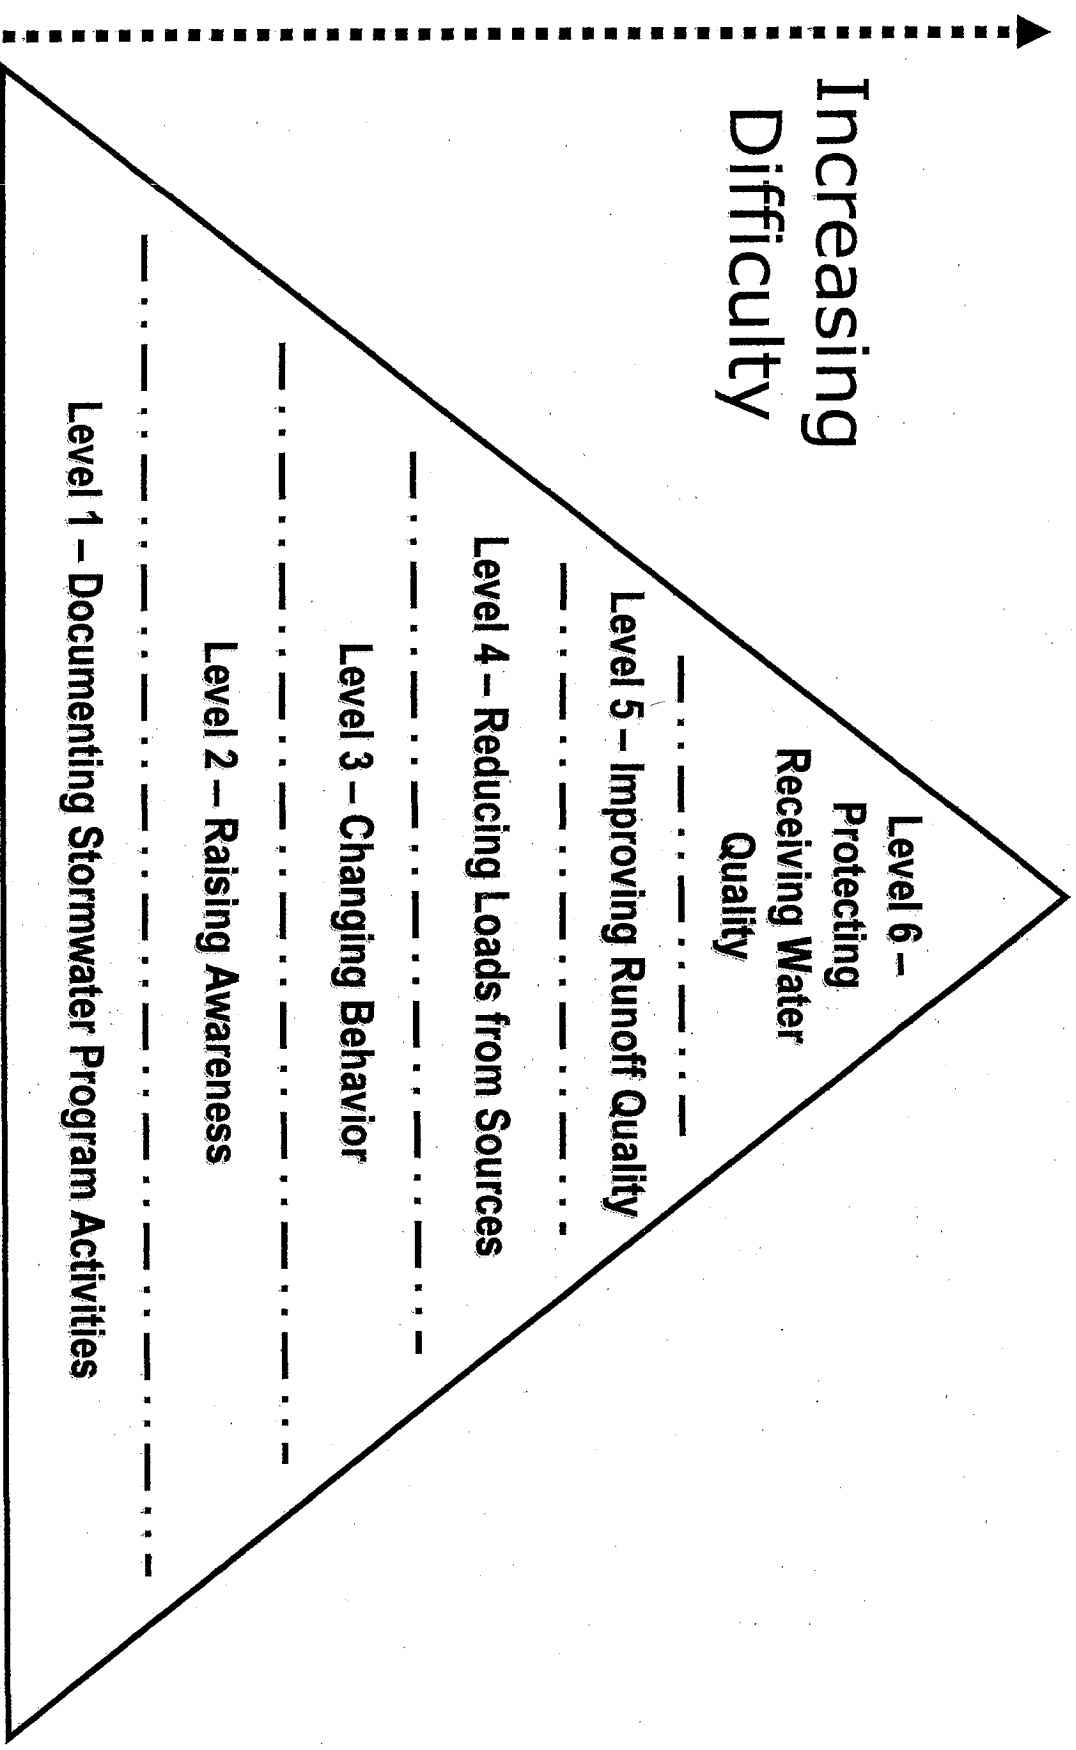 Increasing
Difficulty
Level 6 –
Protecting
Receiving Water
Quality
Level 5 – Improving Runoff Quality
Level 4 – Reducing Loads from Sources
Level 3 – Changing Behavior
Level 2 – Raising Awareness
Level 1 – Documenting Stormwater Program Activities